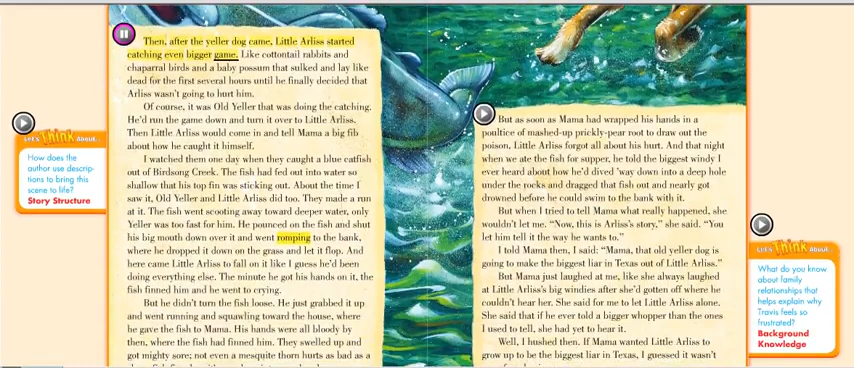 Then, after the yeller dog came, Little Arliss started
catching even bigger game. Like cottontail rabbits and
chaparral birds and a baby possum that sulked and lay like
dead for the first several hours until he finally decided that
Arliss wasn't going to hurt him.
Of course, it was Old Yeller that was doing the catching.
He'd run the game down and turn it over to Little Arliss.
Then Little Arliss would come in and tell Mama a big fib
about how he caught it himself.
I watched them one day when they caught a blue catfish
out of Birdsong Creek. The fish had fed out into water so
shallow that his top fin was sticking out. About the time I
saw it, Old Yeller and Little Arliss did too. They made a run
at it. The fish went scooting away toward deeper water, only
Yeller was too fast for him. He pounced on the fish and shut
his big mouth down over it and went romping to the bank,
where he dropped it down on the grass and let it flop. And
here came Little Arliss to fall on it like I guess he'd been
doing everything else. The minute he got his hands on it, the
fish finned him and he went to crying.
But he didn't turn the fish loose. He just grabbed it up
and went running and squawling toward the house, where
he gave the fish to Mama. His hands were all bloody by
then, where the fish had finned him. They swelled up and
got mighty sore; not even a mesquite thorn hurts as bad as a
LET'S Think About...
How does the
author use descrip-
tions to bring this
scene to life?
Story Structure
But as soon as Mama had wrapped his hands in a
poultice of mashed-up prickly-pear root to draw out the
poison, Little Arliss forgot all about his hurt. And that night
when we ate the fish for supper, he told the biggest windy I
ever heard about how he'd dived 'way down into a deep hole
under the rocks and dragged that fish out and nearly got
drowned before he could swim to the bank with it.
But when I tried to tell Mama what really happened, she
wouldn't let me. "Now, this is Arliss's story," she said. "You
let him tell it the way he wants to."
I told Mama then, I said: "Mama, that old yeller dog is
going to make the biggest liar in Texas out of Little Arliss."
But Mama just laughed at me, like she always laughed
at Little Arliss's big windies after she'd gotten off where he
couldn't hear her. She said for me to let Little Arliss alone.
She said that if he ever told a bigger whopper than the ones
I used to tell, she had yet to hear it.
Well, I hushed then. If Mama wanted Little Arliss to
grow up to be the biggest liar in Texas, I guessed it wasn't
LET'S Think About...
What do you know
about family
relationships that
helps explain why
Travis feels so
frustrated?
Background
Knowledge